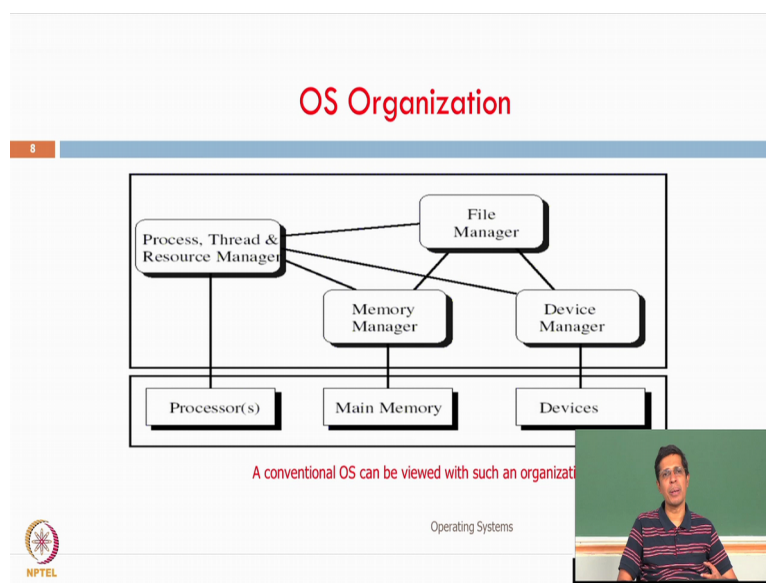 OS Organization
8
File
Manager
Process, Thread &
Resource Manager
Memory
Manager
Device
Manager
Processor(s)
Main Memory
Devices
A conventional OS can be viewed with such an
Operating Systems
NPTEL